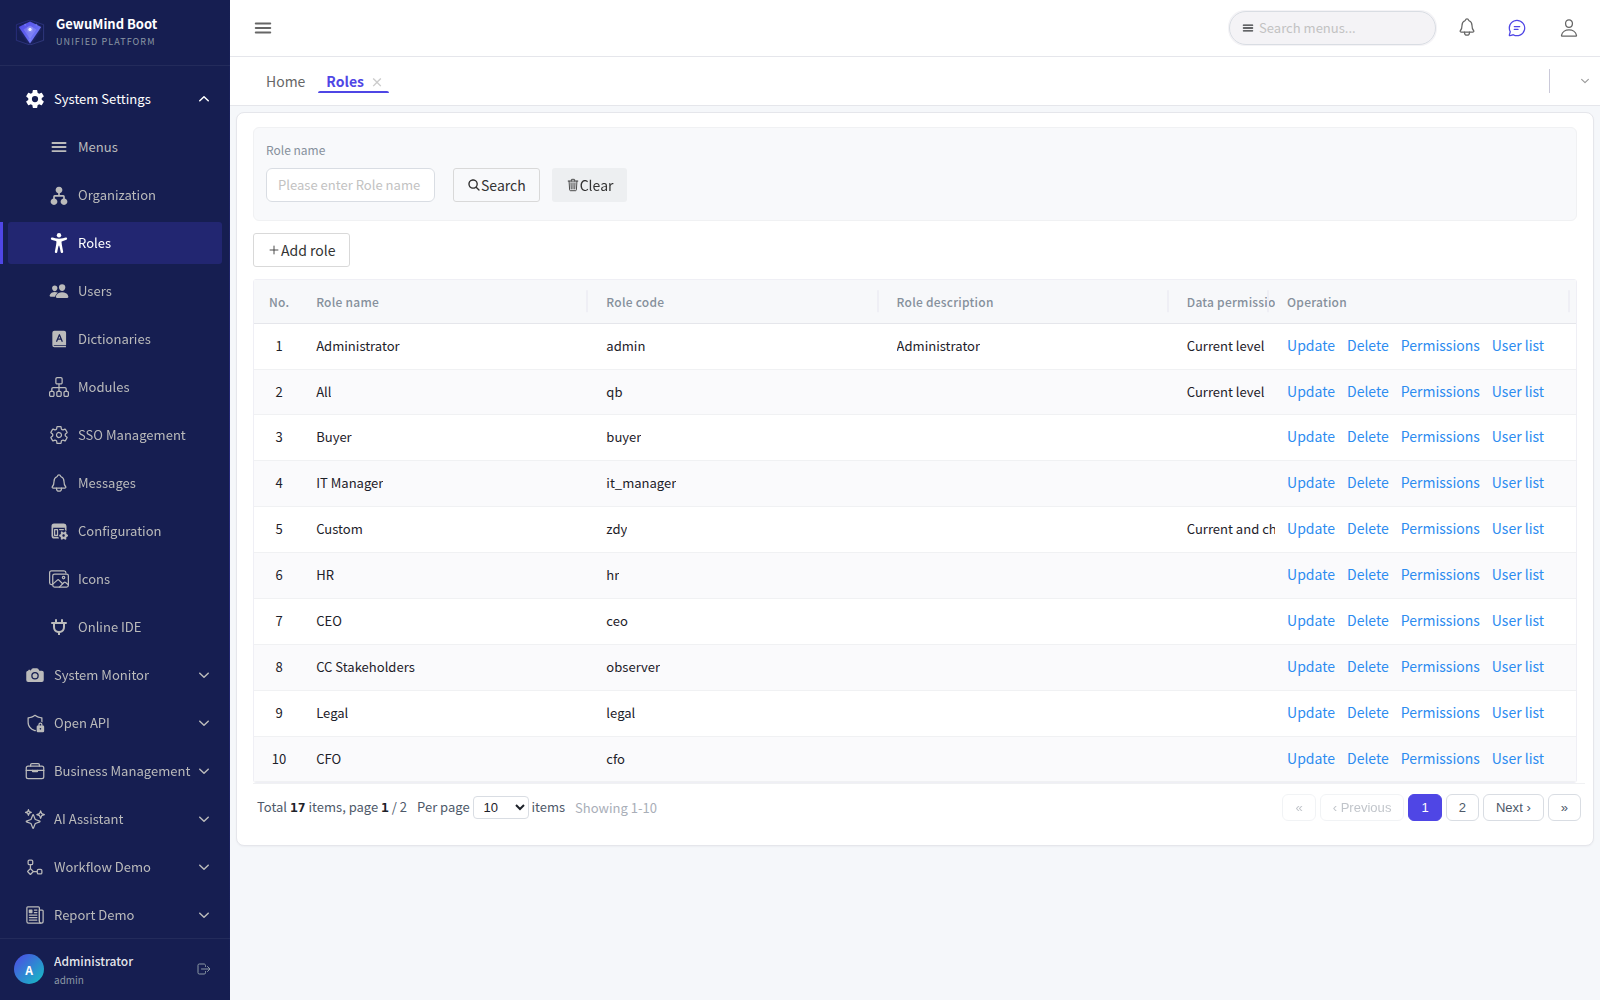 GewuMind Boot
UNIFIED PLATFORM
System Settings
Menus
Organization
Roles
Users
Dictionaries
Modules
SSO Management
Messages
Configuration
Icons
Online IDE
System Monitor
Open API
Business Management
AI Assistant
Workflow Demo
Report Demo
A
Administrator
admin
Search menus...
Home Roles
Role name
Please enter Role name Search Clear
+ Add role
No. Role name Role code Role description Data permissio Operation
1 Administrator admin Administrator Current level Update Delete Permissions User list
2 All qb Current level Update Delete Permissions User list
3 Buyer buyer Update Delete Permissions User list
4 IT Manager it_manager Update Delete Permissions User list
5 Custom zdy Current and ch Update Delete Permissions User list
6 HR hr Update Delete Permissions User list
7 CEO ceo Update Delete Permissions User list
8 CC Stakeholders observer Update Delete Permissions User list
9 Legal legal Update Delete Permissions User list
10 CFO cfo Update Delete Permissions User list
Total 17 items, page 1 / 2 Per page 10 items Showing 1-10 « ‹ Previous 1 2 Next › »